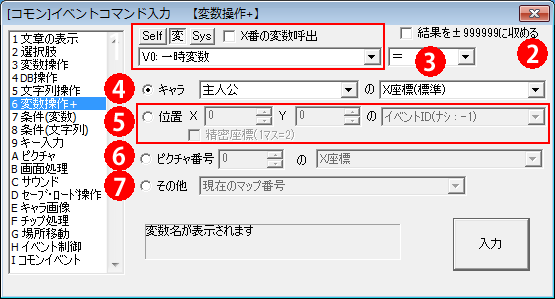 [コモン]イベントコマンド入力　【変数操作+】
1 文章の表示
2 選択肢
3 変数操作
4 DB操作
5 文字列操作
6 変数操作+
7 条件(変数)
8 条件(文字列)
9 キー入力
A ピクチャ
B 画面処理
C サウンド
D セーブ・ロード操作
E キャラ画像
F チップ処理
G 場所移動
H イベント制御
I コモンイベント
Self 変 Sys X番の変数呼出
V0: 一時変数
結果を±999999に収める
2
3
＝
4 キャラ 主人公 の X座標(標準)
5 位置 X 0 Y 0 の イベントID(ナシ:-1)
精密座標(1マス=2)
6 ピクチャ番号 0 の X座標
7 その他 現在のマップ番号
変数名が表示されます
入力